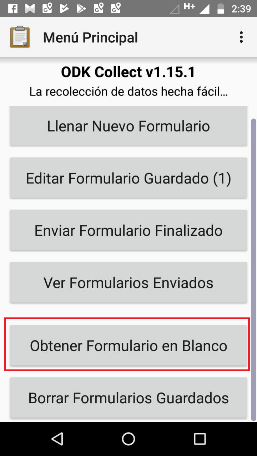 H+ 2:39
Menú Principal
ODK Collect v1.15.1
La recolección de datos hecha fácil...
Llenar Nuevo Formulario
Editar Formulario Guardado (1)
Enviar Formulario Finalizado
Ver Formularios Enviados
Obtener Formulario en Blanco
Borrar Formularios Guardados